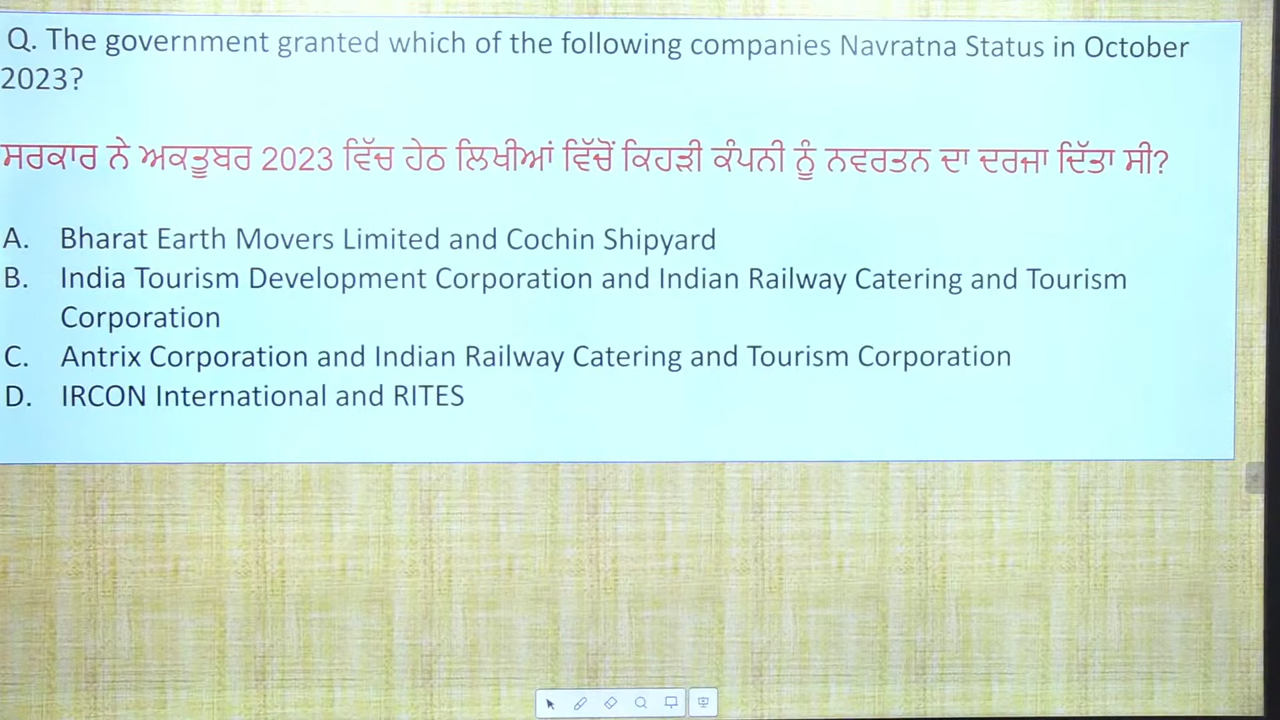 Q. The government granted which of the following companies Navratna Status in October
2023?
ਸਰਕਾਰ ਨੇ ਅਕਤੂਬਰ 2023 ਵਿੱਚ ਹੇਠ ਲਿਖੀਆਂ ਵਿੱਚੋਂ ਕਿਹੜੀ ਕੰਪਨੀ ਨੂੰ ਨਵਰਤਨ ਦਾ ਦਰਜਾ ਦਿੱਤਾ ਸੀ?
A. Bharat Earth Movers Limited and Cochin Shipyard
B. India Tourism Development Corporation and Indian Railway Catering and Tourism
Corporation
C. Antrix Corporation and Indian Railway Catering and Tourism Corporation
D. IRCON International and RITES